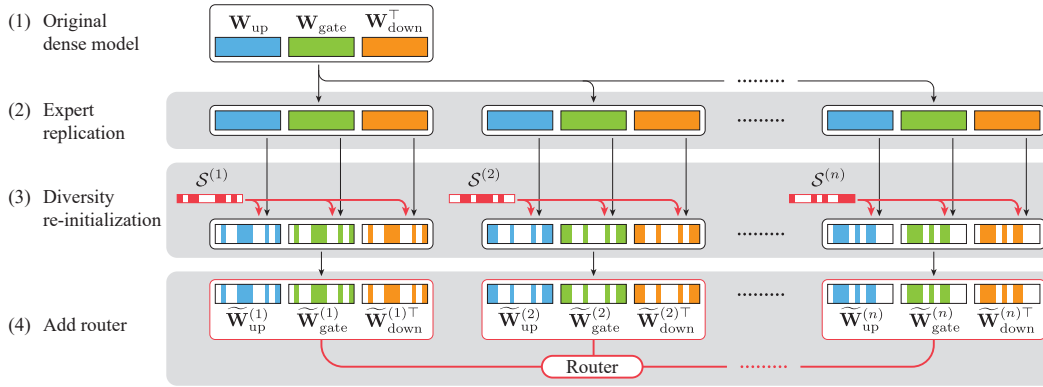 (1) Original dense model
W_up W_gate W_down^⊤
.........
(2) Expert replication
.........
(3) Diversity re-initialization
S^(1) S^(2) S^(n)
.........
(4) Add router
.........
W̃_up^(1) W̃_gate^(1) W̃_down^(1)⊤ W̃_up^(2) W̃_gate^(2) W̃_down^(2)⊤ W̃_up^(n) W̃_gate^(n) W̃_down^(n)⊤
Router .........